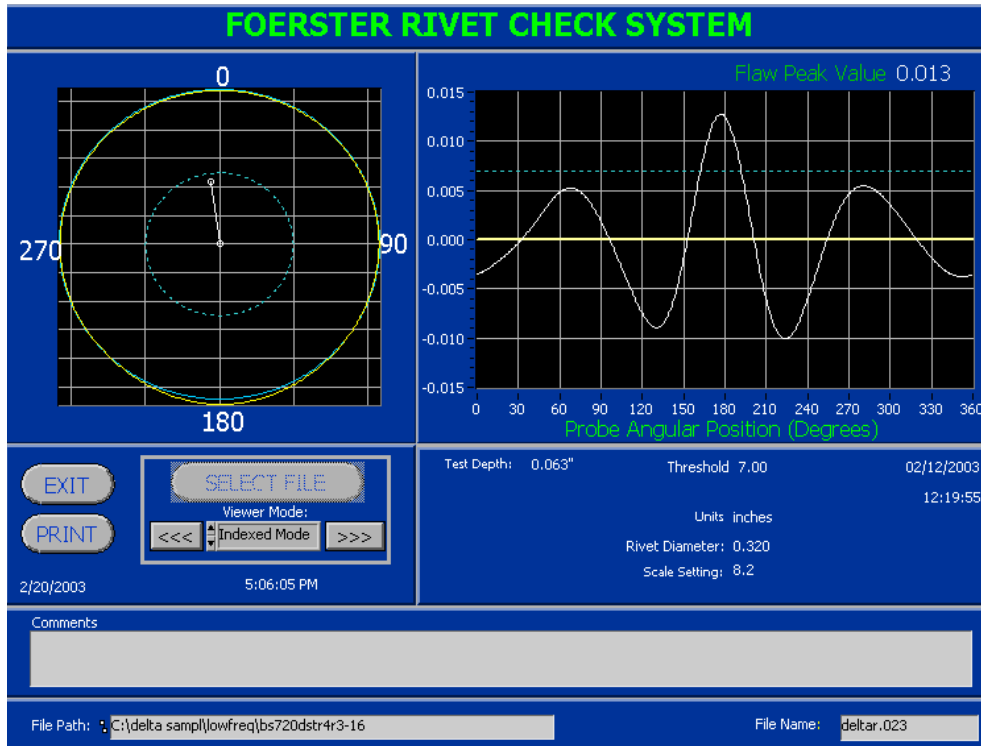 FOERSTER RIVET CHECK SYSTEM
0
270
90
180
Flaw Peak Value 0.013
0.015
0.010
0.005
0.000
-0.005
-0.010
-0.015
0 30 60 90 120 150 180 210 240 270 300 330 360
Probe Angular Position (Degrees)
EXIT
SELECT FILE
Viewer Mode:
PRINT
<<< Indexed Mode >>>
2/20/2003 5:06:05 PM
Test Depth: 0.063" Threshold 7.00 02/12/2003
12:19:55
Units inches
Rivet Diameter: 0.320
Scale Setting: 8.2
Comments
File Path: C:\delta sampl\lowfreq\bs720dstr4r3-16 File Name: deltar.023